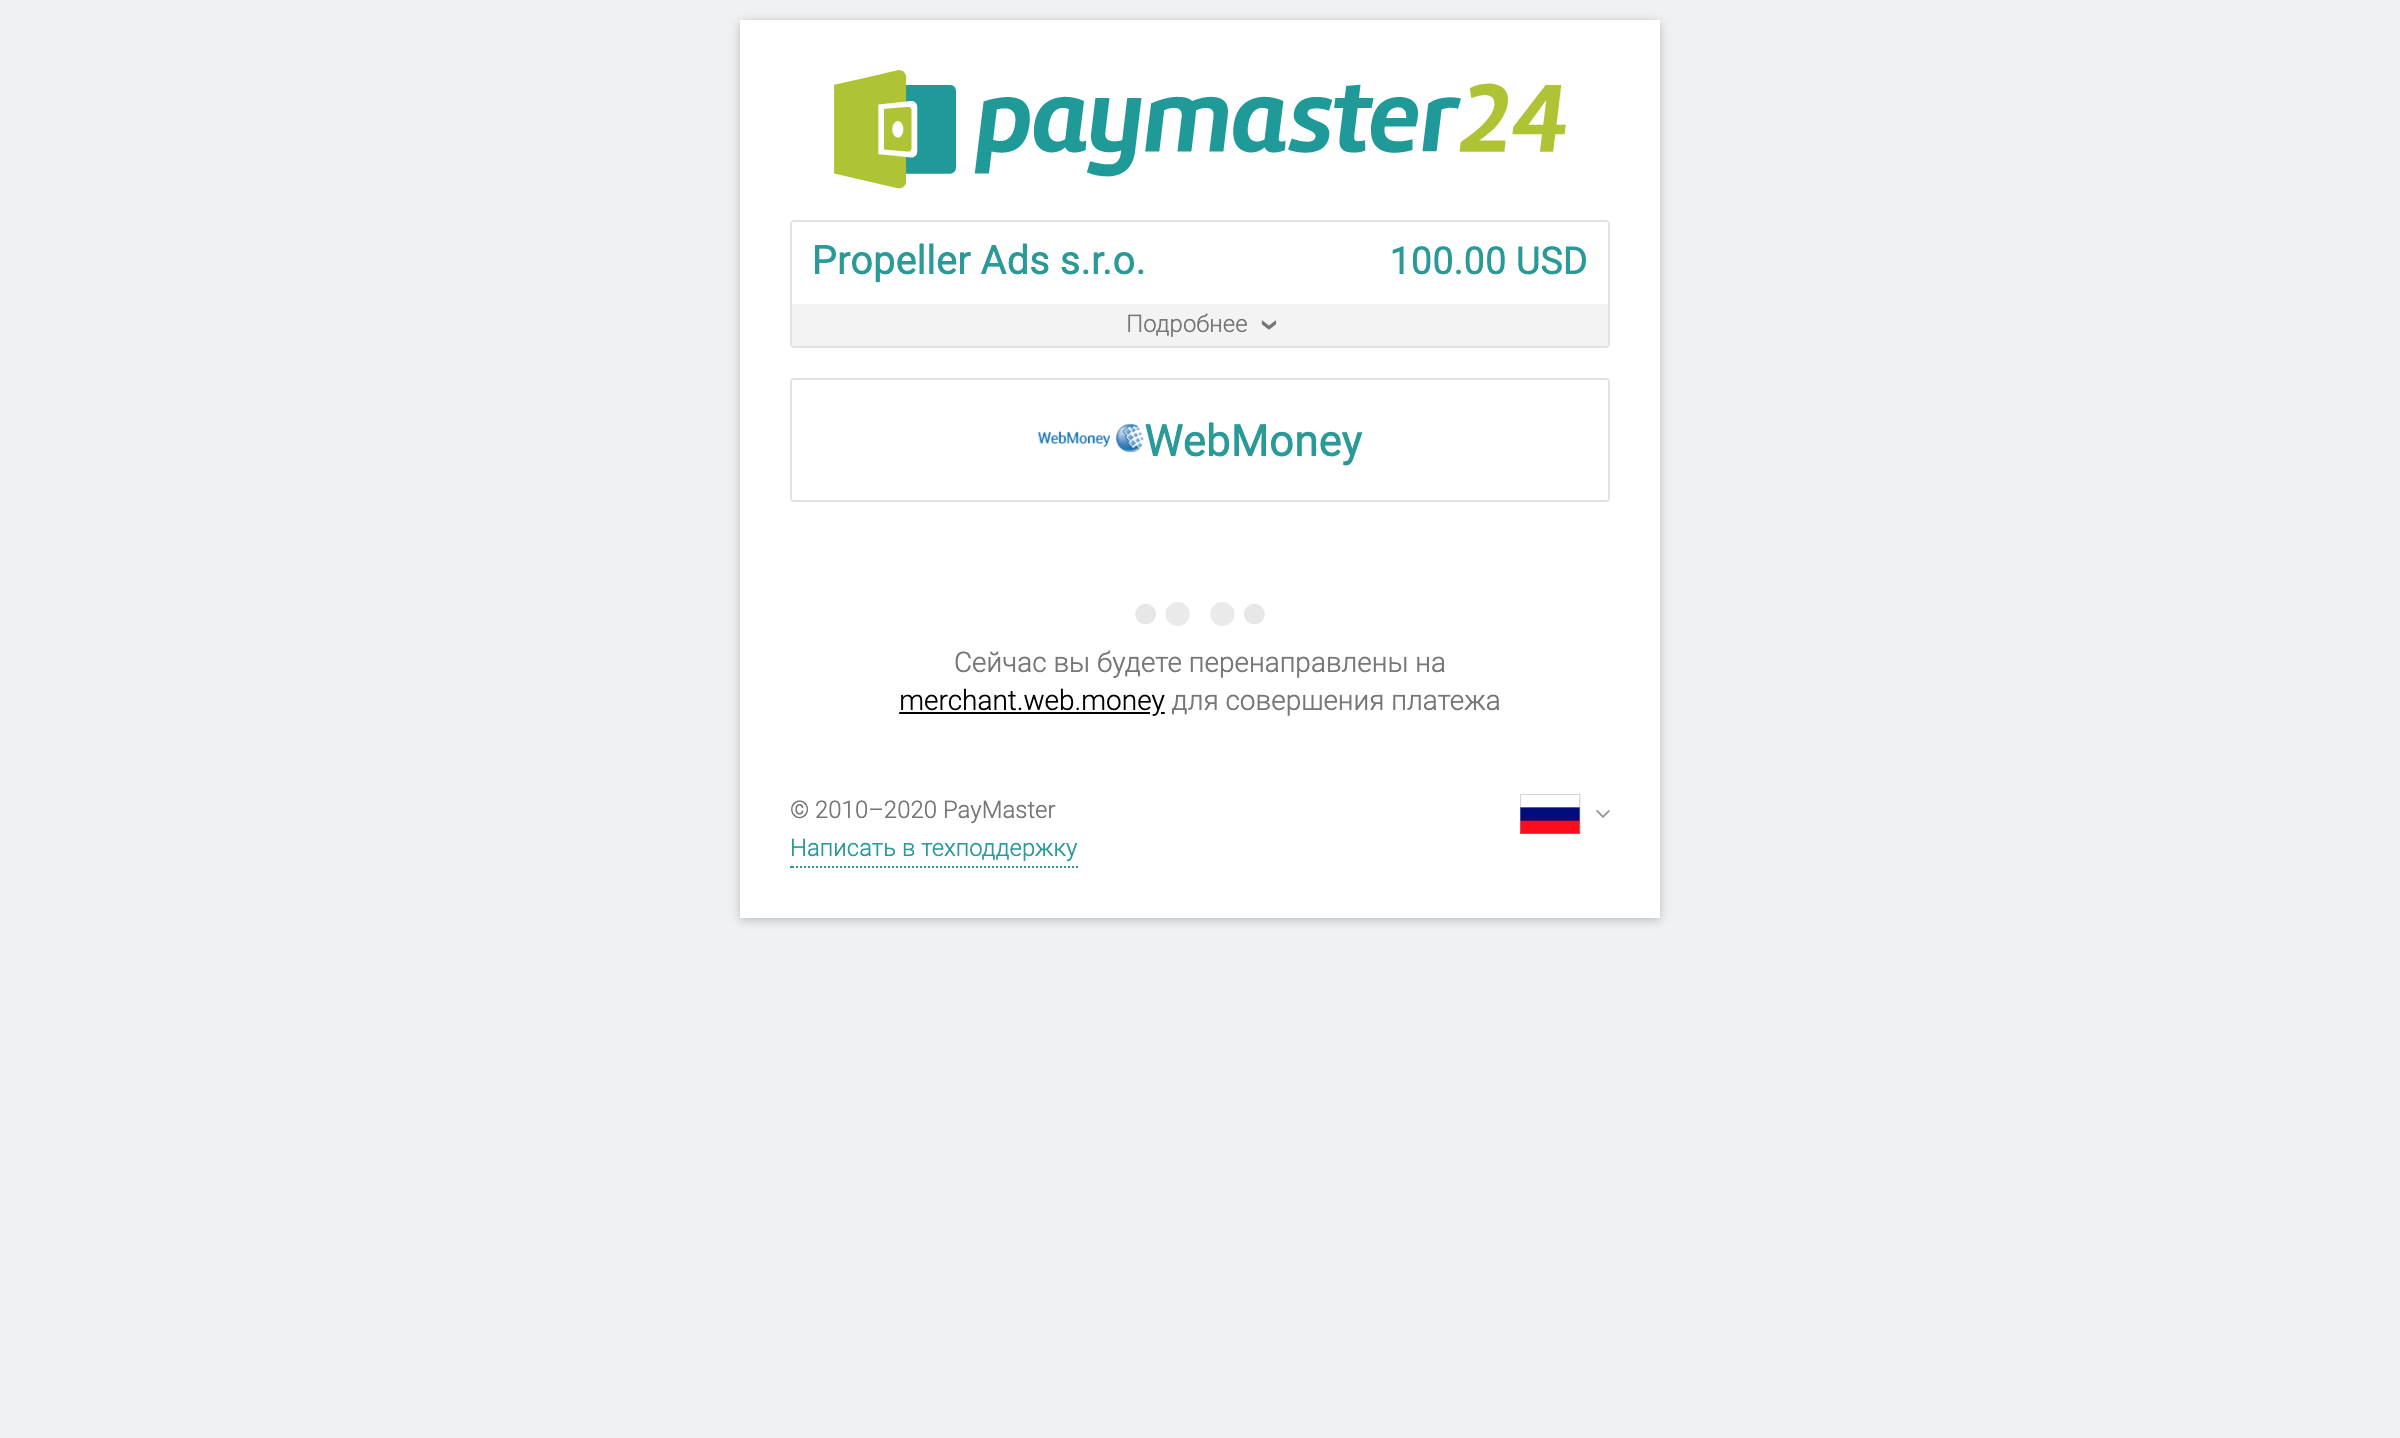 paymaster24
Propeller Ads s.r.o. 100.00 USD
Подробнее
WebMoney WebMoney
Сейчас вы будете перенаправлены на
merchant.web.money для совершения платежа
© 2010–2020 PayMaster
Написать в техподдержку